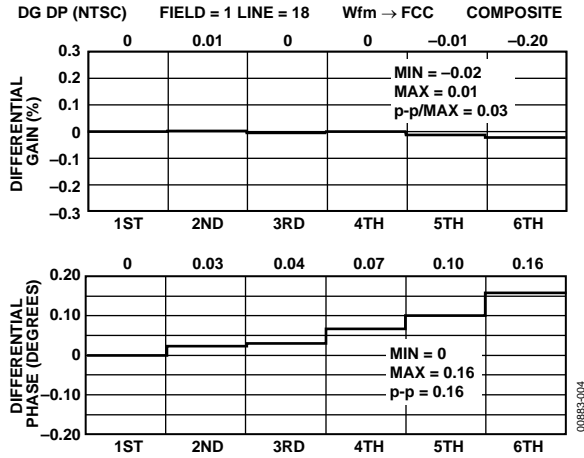 DG DP (NTSC) FIELD = 1 LINE = 18 Wfm → FCC COMPOSITE
0 0.01 0 0 –0.01 –0.20
DIFFERENTIAL
GAIN (%)
0.3
0.2
0.1
0
–0.1
–0.2
–0.3
MIN = –0.02
MAX = 0.01
p-p/MAX = 0.03
1ST 2ND 3RD 4TH 5TH 6TH
0 0.03 0.04 0.07 0.10 0.16
DIFFERENTIAL
PHASE (DEGREES)
0.20
0.10
0
–0.10
–0.20
MIN = 0
MAX = 0.16
p-p = 0.16
1ST 2ND 3RD 4TH 5TH 6TH
00883-004